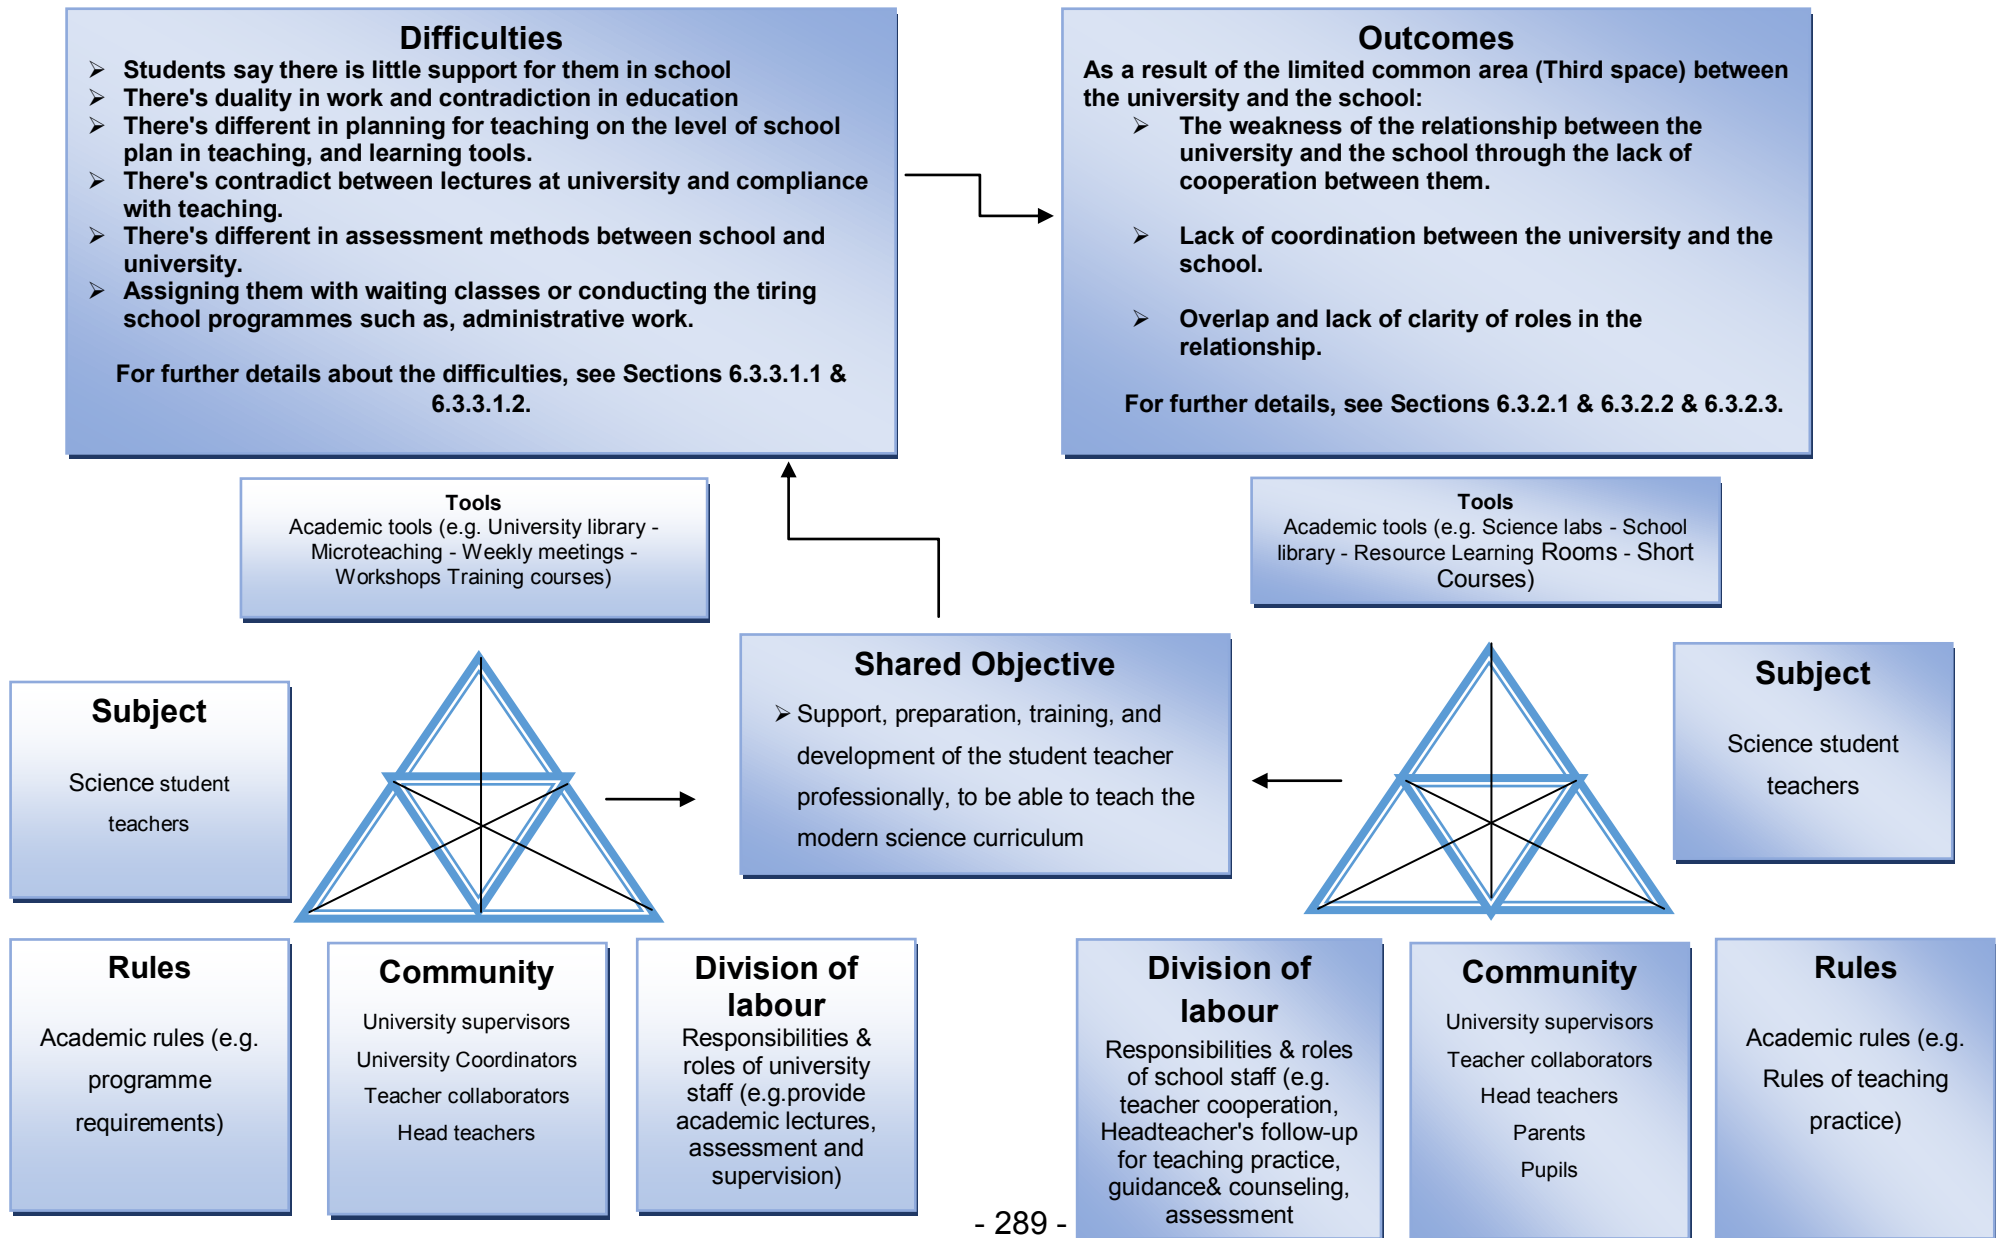 Difficulties
➢ Students say there is little support for them in school
➢ There's duality in work and contradiction in education
➢ There's different in planning for teaching on the level of school
plan in teaching, and learning tools.
➢ There's contradict between lectures at university and compliance
with teaching.
➢ There's different in assessment methods between school and
university.
➢ Assigning them with waiting classes or conducting the tiring
school programmes such as, administrative work.
For further details about the difficulties, see Sections 6.3.3.1.1 &
6.3.3.1.2.
Outcomes
As a result of the limited common area (Third space) between
the university and the school:
➢ The weakness of the relationship between the
university and the school through the lack of
cooperation between them.
➢ Lack of coordination between the university and the
school.
➢ Overlap and lack of clarity of roles in the
relationship.
For further details, see Sections 6.3.2.1 & 6.3.2.2 & 6.3.2.3.
Tools
Academic tools (e.g. University library -
Microteaching - Weekly meetings -
Workshops Training courses)
Tools
Academic tools (e.g. Science labs - School
library - Resource Learning Rooms - Short
Courses)
Subject
Science student
teachers
Shared Objective
➢ Support, preparation, training, and
development of the student teacher
professionally, to be able to teach the
modern science curriculum
Subject
Science student
teachers
Rules
Academic rules (e.g.
programme
requirements)
Community
University supervisors
University Coordinators
Teacher collaborators
Head teachers
Division of
labour
Responsibilities &
roles of university
staff (e.g.provide
academic lectures,
assessment and
supervision)
Division of
labour
Responsibilities & roles
of school staff (e.g.
teacher cooperation,
Headteacher's follow-up
for teaching practice,
guidance& counseling,
assessment
Community
University supervisors
Teacher collaborators
Head teachers
Parents
Pupils
Rules
Academic rules (e.g.
Rules of teaching
practice)
- 289 -